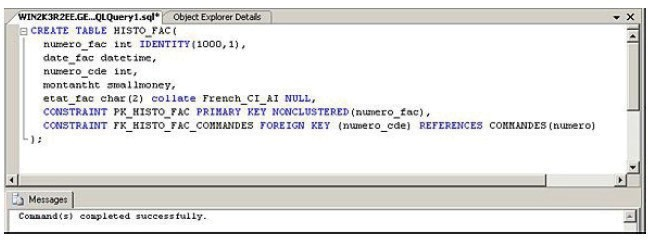 WIN2K3R2EE.GE...QLQuery1.sql* Object Explorer Details
CREATE TABLE HISTO_FAC(
numero_fac int IDENTITY(1000,1),
date_fac datetime,
numero_cde int,
montantht smallmoney,
etat_fac char(2) collate French_CI_AI NULL,
CONSTRAINT PK_HISTO_FAC PRIMARY KEY NONCLUSTERED(numero_fac),
CONSTRAINT FK_HISTO_FAC_COMMANDES FOREIGN KEY (numero_cde) REFERENCES COMMANDES(numero)
);
Messages
Command(s) completed successfully.